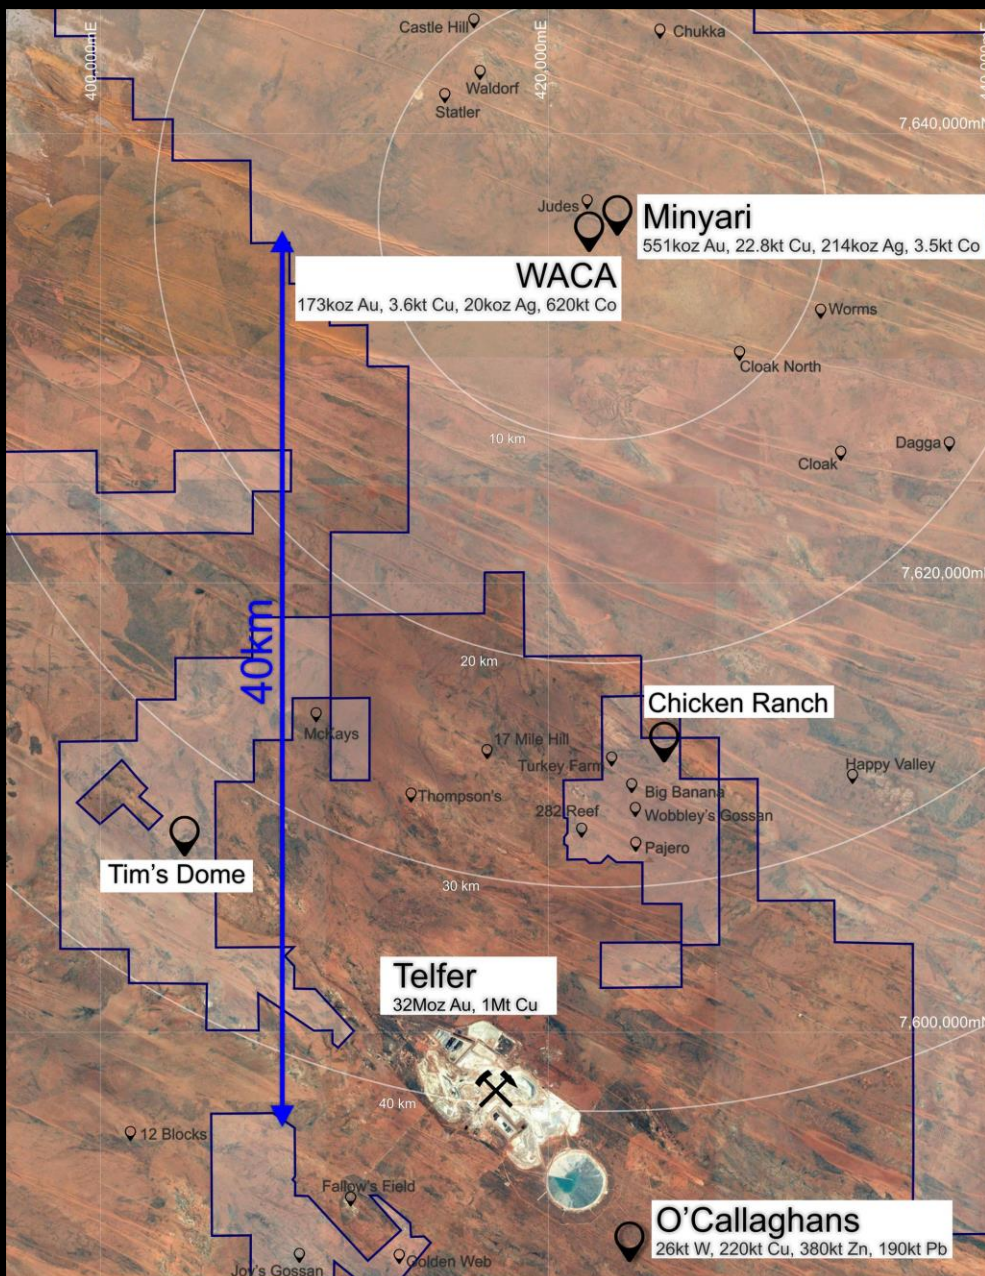 Castle Hill
400,000mE
420,000mE
Chukka
Waldorf
Statler
7,640,000mN
Judes
Minyari
551koz Au, 22.8kt Cu, 214koz Ag, 3.5kt Co
WACA
173koz Au, 3.6kt Cu, 20koz Ag, 620kt Co
Worms
Cloak North
10 km
Dagga
Cloak
7,620,000mN
40km
20 km
Chicken Ranch
McKays
17 Mile Hill
Turkey Farm
Happy Valley
Big Banana
Thompson's
282 Reef
Wobbley's Gossan
Pajero
Tim's Dome
30 km
Telfer
32Moz Au, 1Mt Cu
7,600,000mN
40 km
12 Blocks
Fallow's Field
O'Callaghans
26kt W, 220kt Cu, 380kt Zn, 190kt Pb
Joy's Gossan
Golden Web